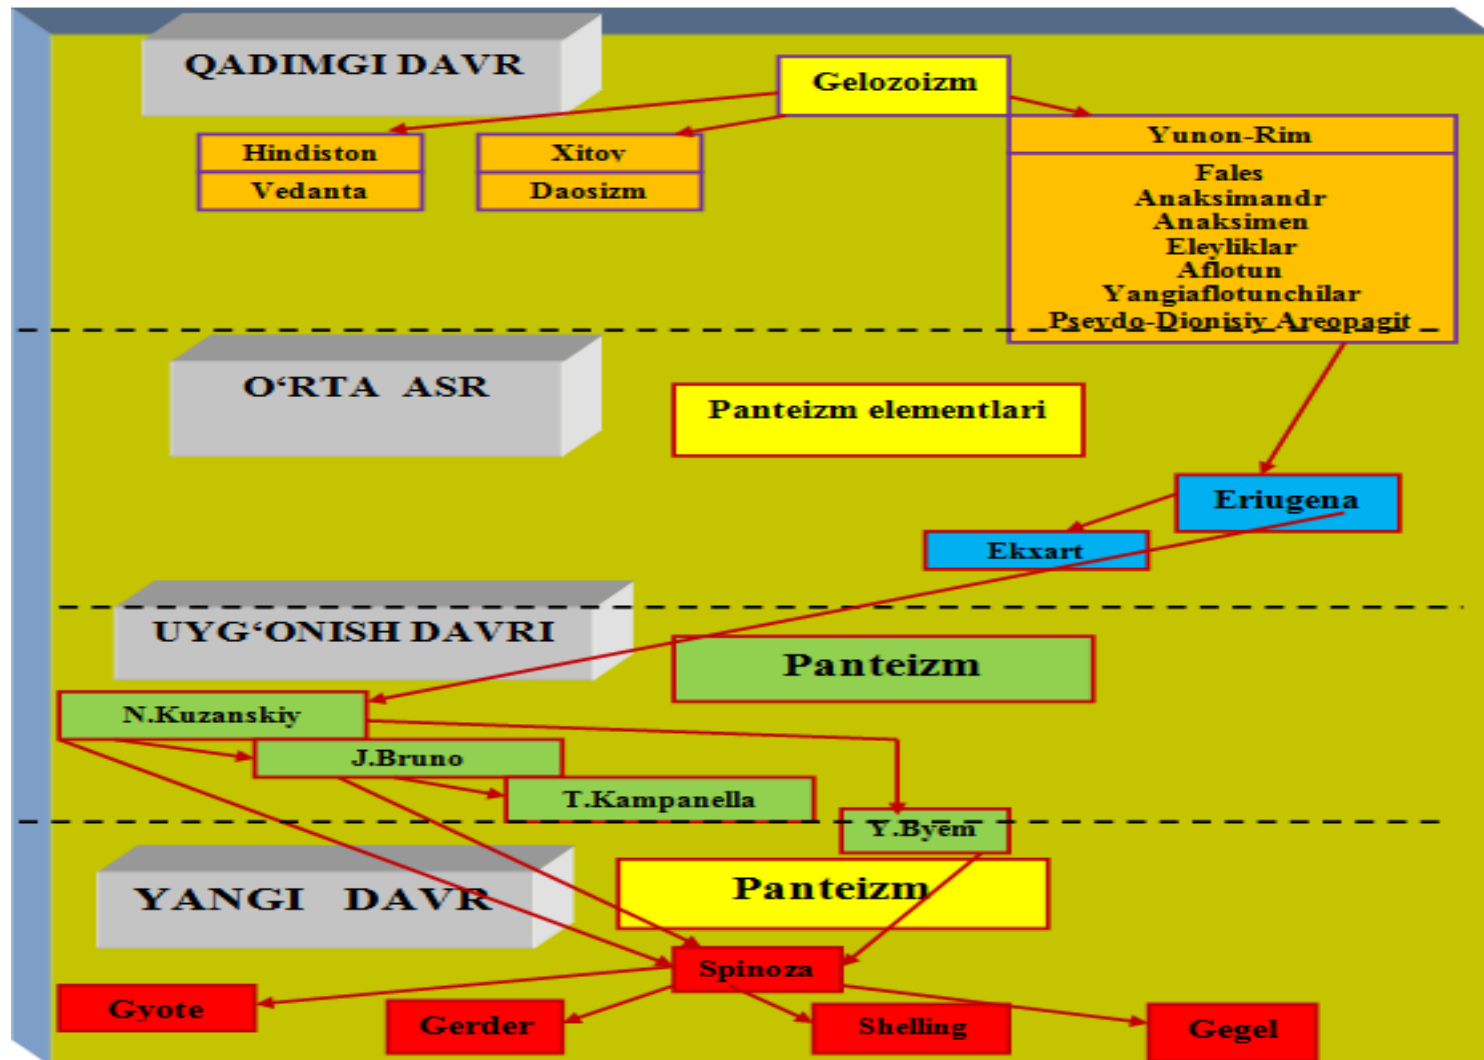 QADIMGI DAVR
Gelozoizm
Hindiston
Vedanta
Xitov
Daosizm
Yunon-Rim
Fales
Anaksimandr
Anaksimen
Eleyliklar
Aflotun
Yangiaflotunchilar
Pseydo-Dionisiy Areopagit
O‘RTA ASR
Panteizm elementlari
Eriugena
Ekxart
UYG‘ONISH DAVRI
Panteizm
N.Kuzanskiy
J.Bruno
T.Kampanella
Y.Byem
YANGI DAVR
Panteizm
Spinoza
Gyote
Gerder
Shelling
Gegel